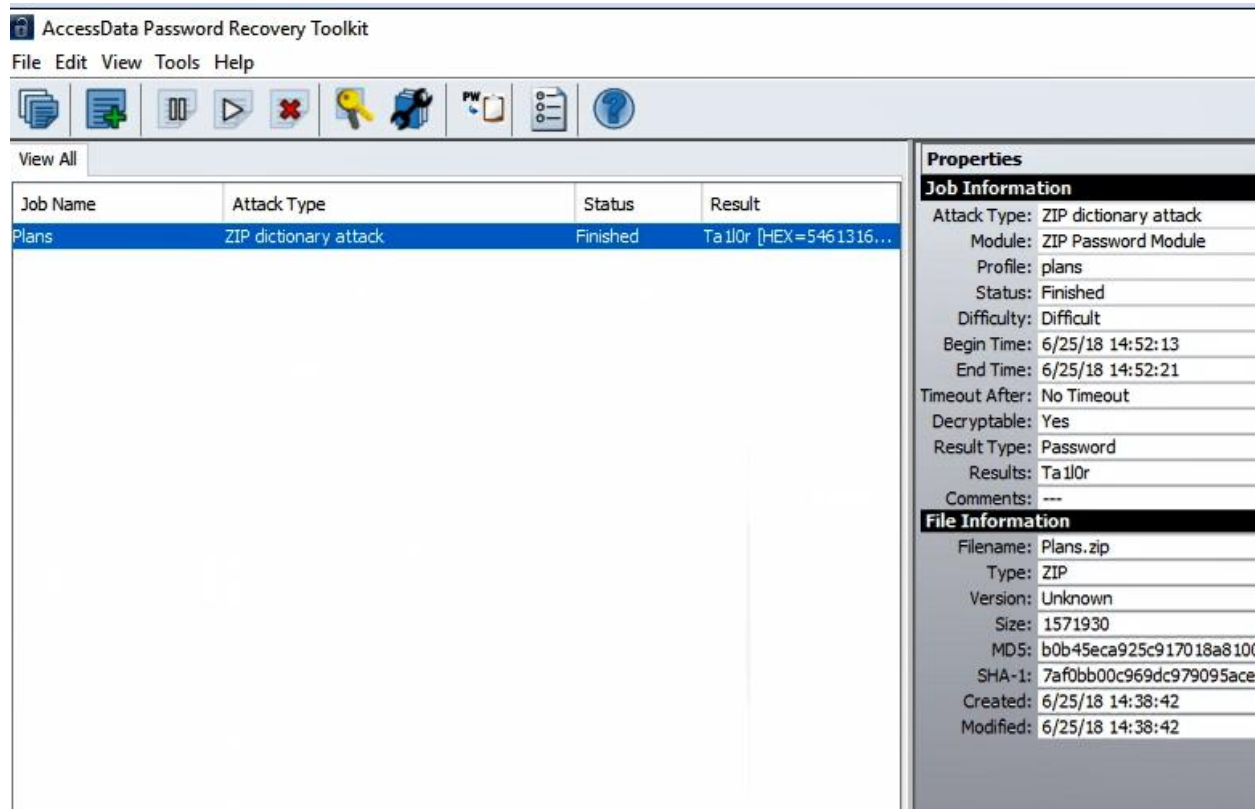 AccessData Password Recovery Toolkit
File Edit View Tools Help
PW
View All
Job Name Attack Type Status Result
Plans ZIP dictionary attack Finished Ta1l0r [HEX=5461316...
Properties
Job Information
Attack Type: ZIP dictionary attack
Module: ZIP Password Module
Profile: plans
Status: Finished
Difficulty: Difficult
Begin Time: 6/25/18 14:52:13
End Time: 6/25/18 14:52:21
Timeout After: No Timeout
Decryptable: Yes
Result Type: Password
Results: Ta1l0r
Comments: ---
File Information
Filename: Plans.zip
Type: ZIP
Version: Unknown
Size: 1571930
MD5: b0b45eca925c917018a8100
SHA-1: 7af0bb00c969dc979095ace
Created: 6/25/18 14:38:42
Modified: 6/25/18 14:38:42